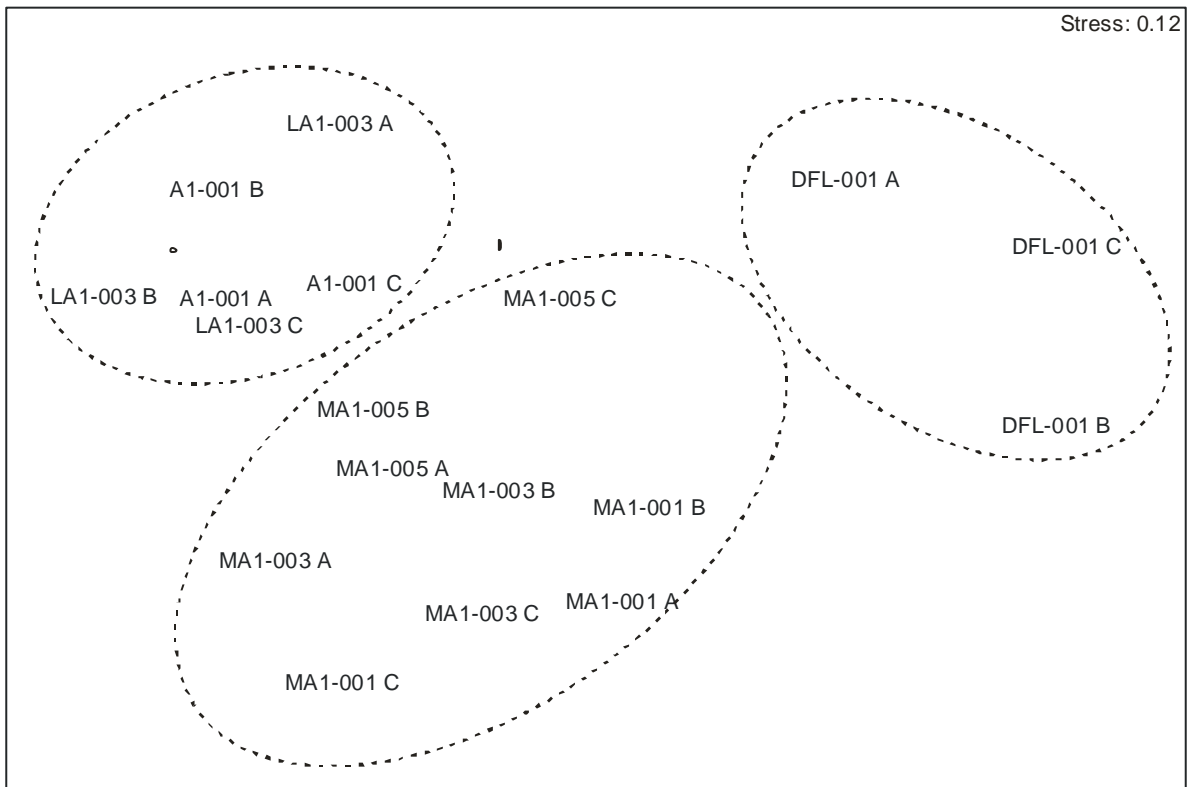 Stress: 0.12
LA1-003 A
DFL-001 A
A1-001 B
DFL-001 C
A1-001 C
LA1-003 B
A1-001 A
MA1-005 C
LA1-003 C
MA1-005 B
DFL-001 B
MA1-005 A
MA1-003 B
MA1-001 B
MA1-003 A
MA1-001 A
MA1-003 C
MA1-001 C